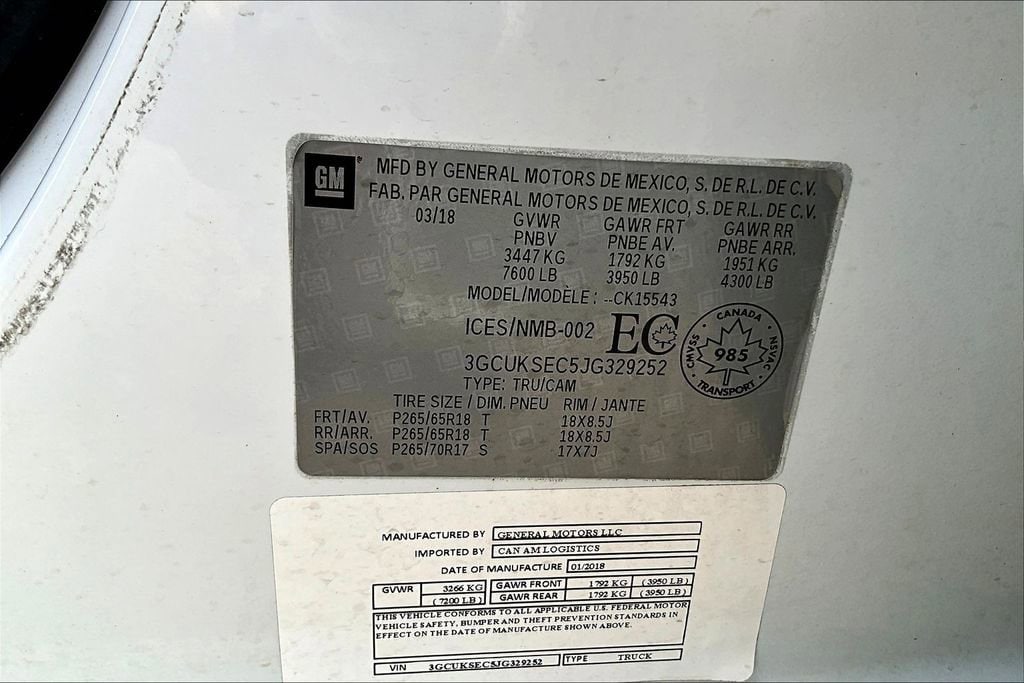 GM
MFD BY GENERAL MOTORS DE MEXICO, S. DE R.L. DE C.V.
FAB. PAR GENERAL MOTORS DE MEXICO, S. DE R.L. DE C.V.
03/18 GVWR GAWR FRT GAWR RR
PNBV PNBE AV. PNBE ARR.
3447 KG 1792 KG 1951 KG
7600 LB 3950 LB 4300 LB
MODEL/MODÈLE: --CK15543
ICES/NMB-002 EC
CANADA
CMVSS 985 NSVAC
TRANSPORT
3GCUKSEC5JG329252
TYPE: TRU/CAM
TIRE SIZE / DIM. PNEU RIM / JANTE
FRT/AV. P265/65R18 T 18X8.5J
RR/ARR. P265/65R18 T 18X8.5J
SPA/SOS P265/70R17 S 17X7J
MANUFACTURED BY GENERAL MOTORS LLC
IMPORTED BY CAN AM LOGISTICS
DATE OF MANUFACTURE 01/2018
GVWR 3266 KG GAWR FRONT 1792 KG (3950 LB)
(7200 LB) GAWR REAR 1792 KG (3950 LB)
THIS VEHICLE CONFORMS TO ALL APPLICABLE U.S. FEDERAL MOTOR
VEHICLE SAFETY, BUMPER AND THEFT PREVENTION STANDARDS IN
EFFECT ON THE DATE OF MANUFACTURE SHOWN ABOVE.
VIN 3GCUKSEC5JG329252 TYPE TRUCK